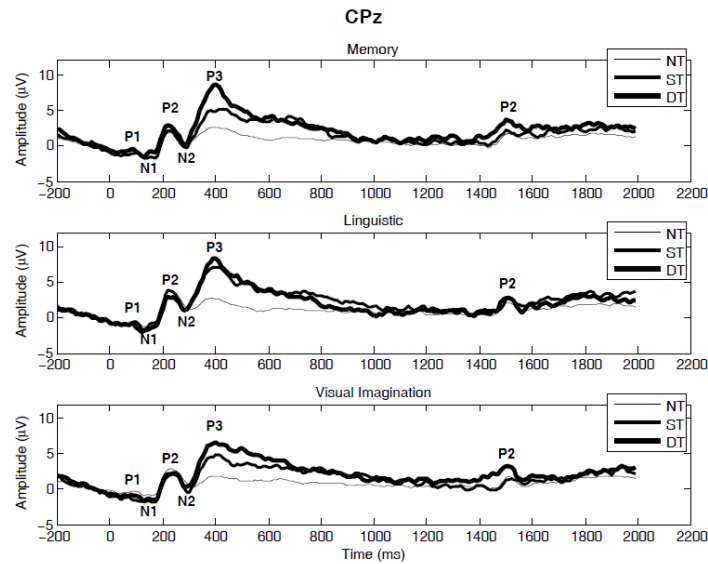 CPz
Memory
Amplitude (µV)
10
5
0
−5
P1
N1
P2
N2
P3
P2
NT
ST
DT
−200 0 200 400 600 800 1000 1200 1400 1600 1800 2000 2200
Linguistic
Amplitude (µV)
10
5
0
5
P1
N1
P2
N2
P3
P2
NT
ST
DT
−200 0 200 400 600 800 1000 1200 1400 1600 1800 2000 2200
Visual Imagination
Amplitude (µV)
10
5
0
−5
P1
N1
P2
N2
P3
P2
NT
ST
DT
−200 0 200 400 600 800 1000 1200 1400 1600 1800 2000 2200
Time (ms)